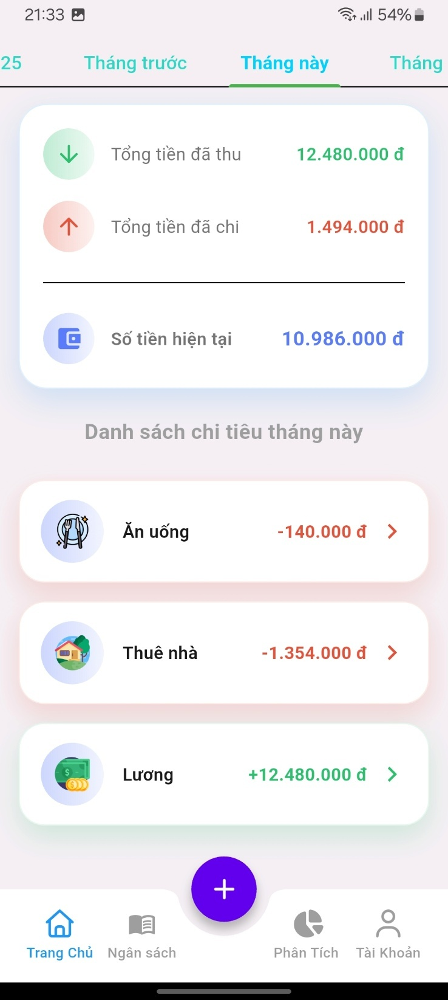 21:33 54%
25 Tháng trước Tháng này Tháng
Tổng tiền đã thu 12.480.000 đ
Tổng tiền đã chi 1.494.000 đ
Số tiền hiện tại 10.986.000 đ
Danh sách chi tiêu tháng này
Ăn uống -140.000 đ
Thuê nhà -1.354.000 đ
Lương +12.480.000 đ
Trang Chủ Ngân sách Phân Tích Tài Khoản